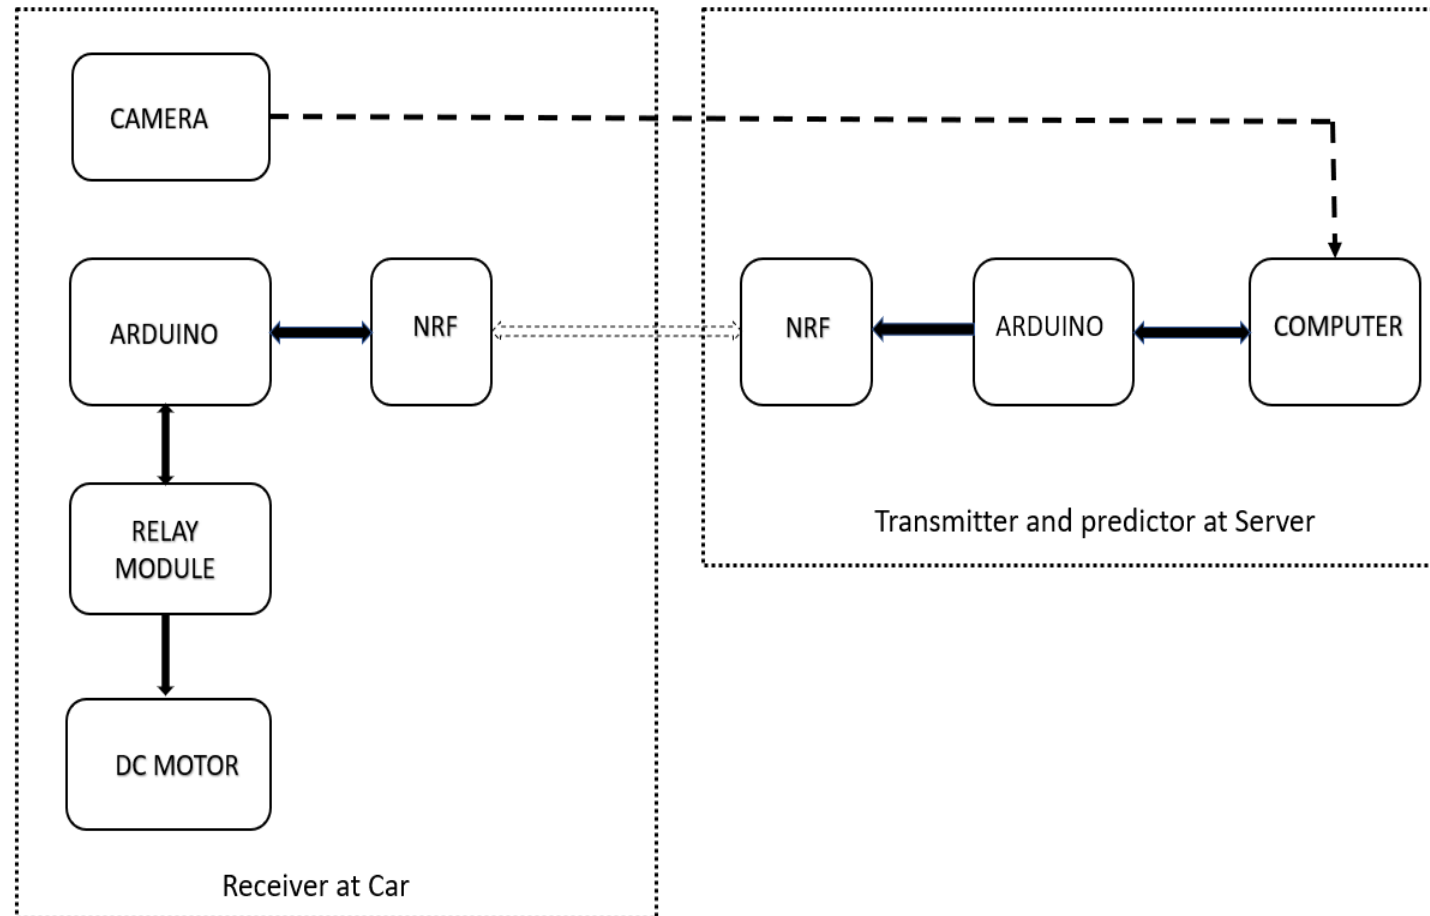 CAMERA
ARDUINO
NRF
NRF
ARDUINO
COMPUTER
RELAY
MODULE
Transmitter and predictor at Server
DC MOTOR
Receiver at Car